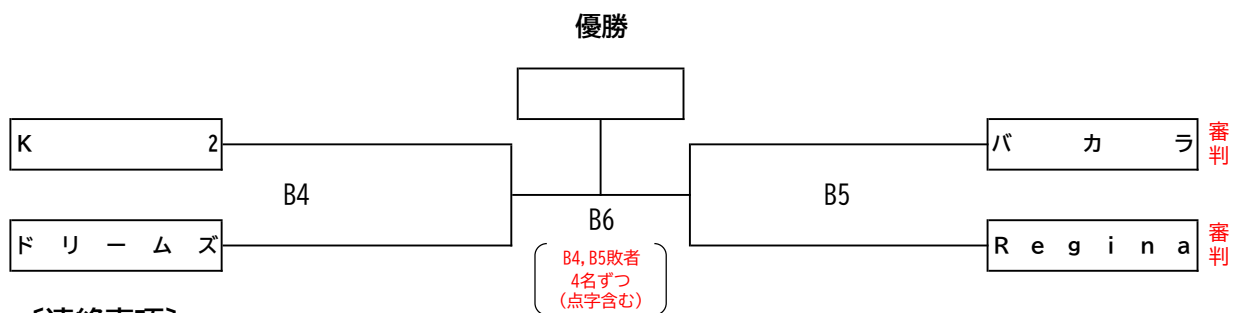 優勝
K 2
バ カ ラ
審判
B4
B5
B6
ド リ ー ム ズ
R e g i n a
審判
B4,B5敗者
4名ずつ
(点字含む)